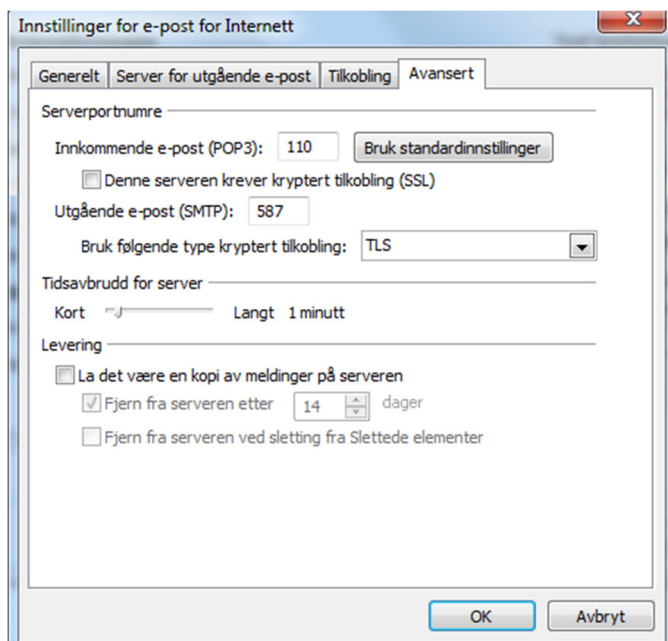 Innstillinger for e-post for Internett
Generelt Server for utgående e-post Tilkobling Avansert
Serverportnumre
Innkommende e-post (POP3): 110 Bruk standardinnstillinger
Denne serveren krever kryptert tilkobling (SSL)
Utgående e-post (SMTP): 587
Bruk følgende type kryptert tilkobling: TLS
Tidsavbrudd for server
Kort Langt 1 minutt
Levering
La det være en kopi av meldinger på serveren
Fjern fra serveren etter 14 dager
Fjern fra serveren ved sletting fra Slettede elementer
OK Avbryt